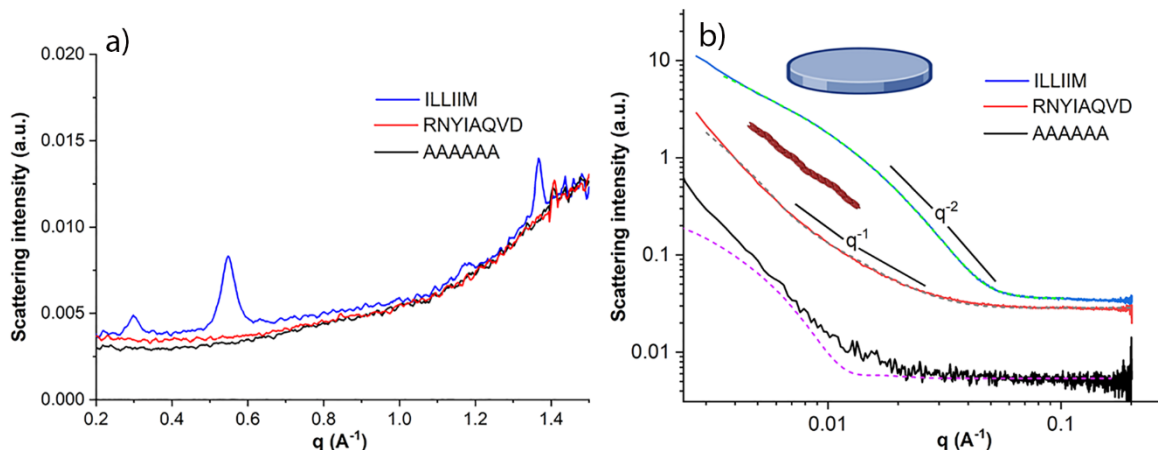 a)
0.020
0.015
0.010
0.005
0.000
Scattering intensity (a.u.)
ILLIIM
RNYIAQVD
AAAAAA
0.2 0.4 0.6 0.8 1.0 1.2 1.4
q (A⁻¹)
b)
10
1
0.1
0.01
Scattering intensity (a.u.)
ILLIIM
RNYIAQVD
AAAAAA
q⁻²
q⁻¹
0.01 0.1
q (A⁻¹)